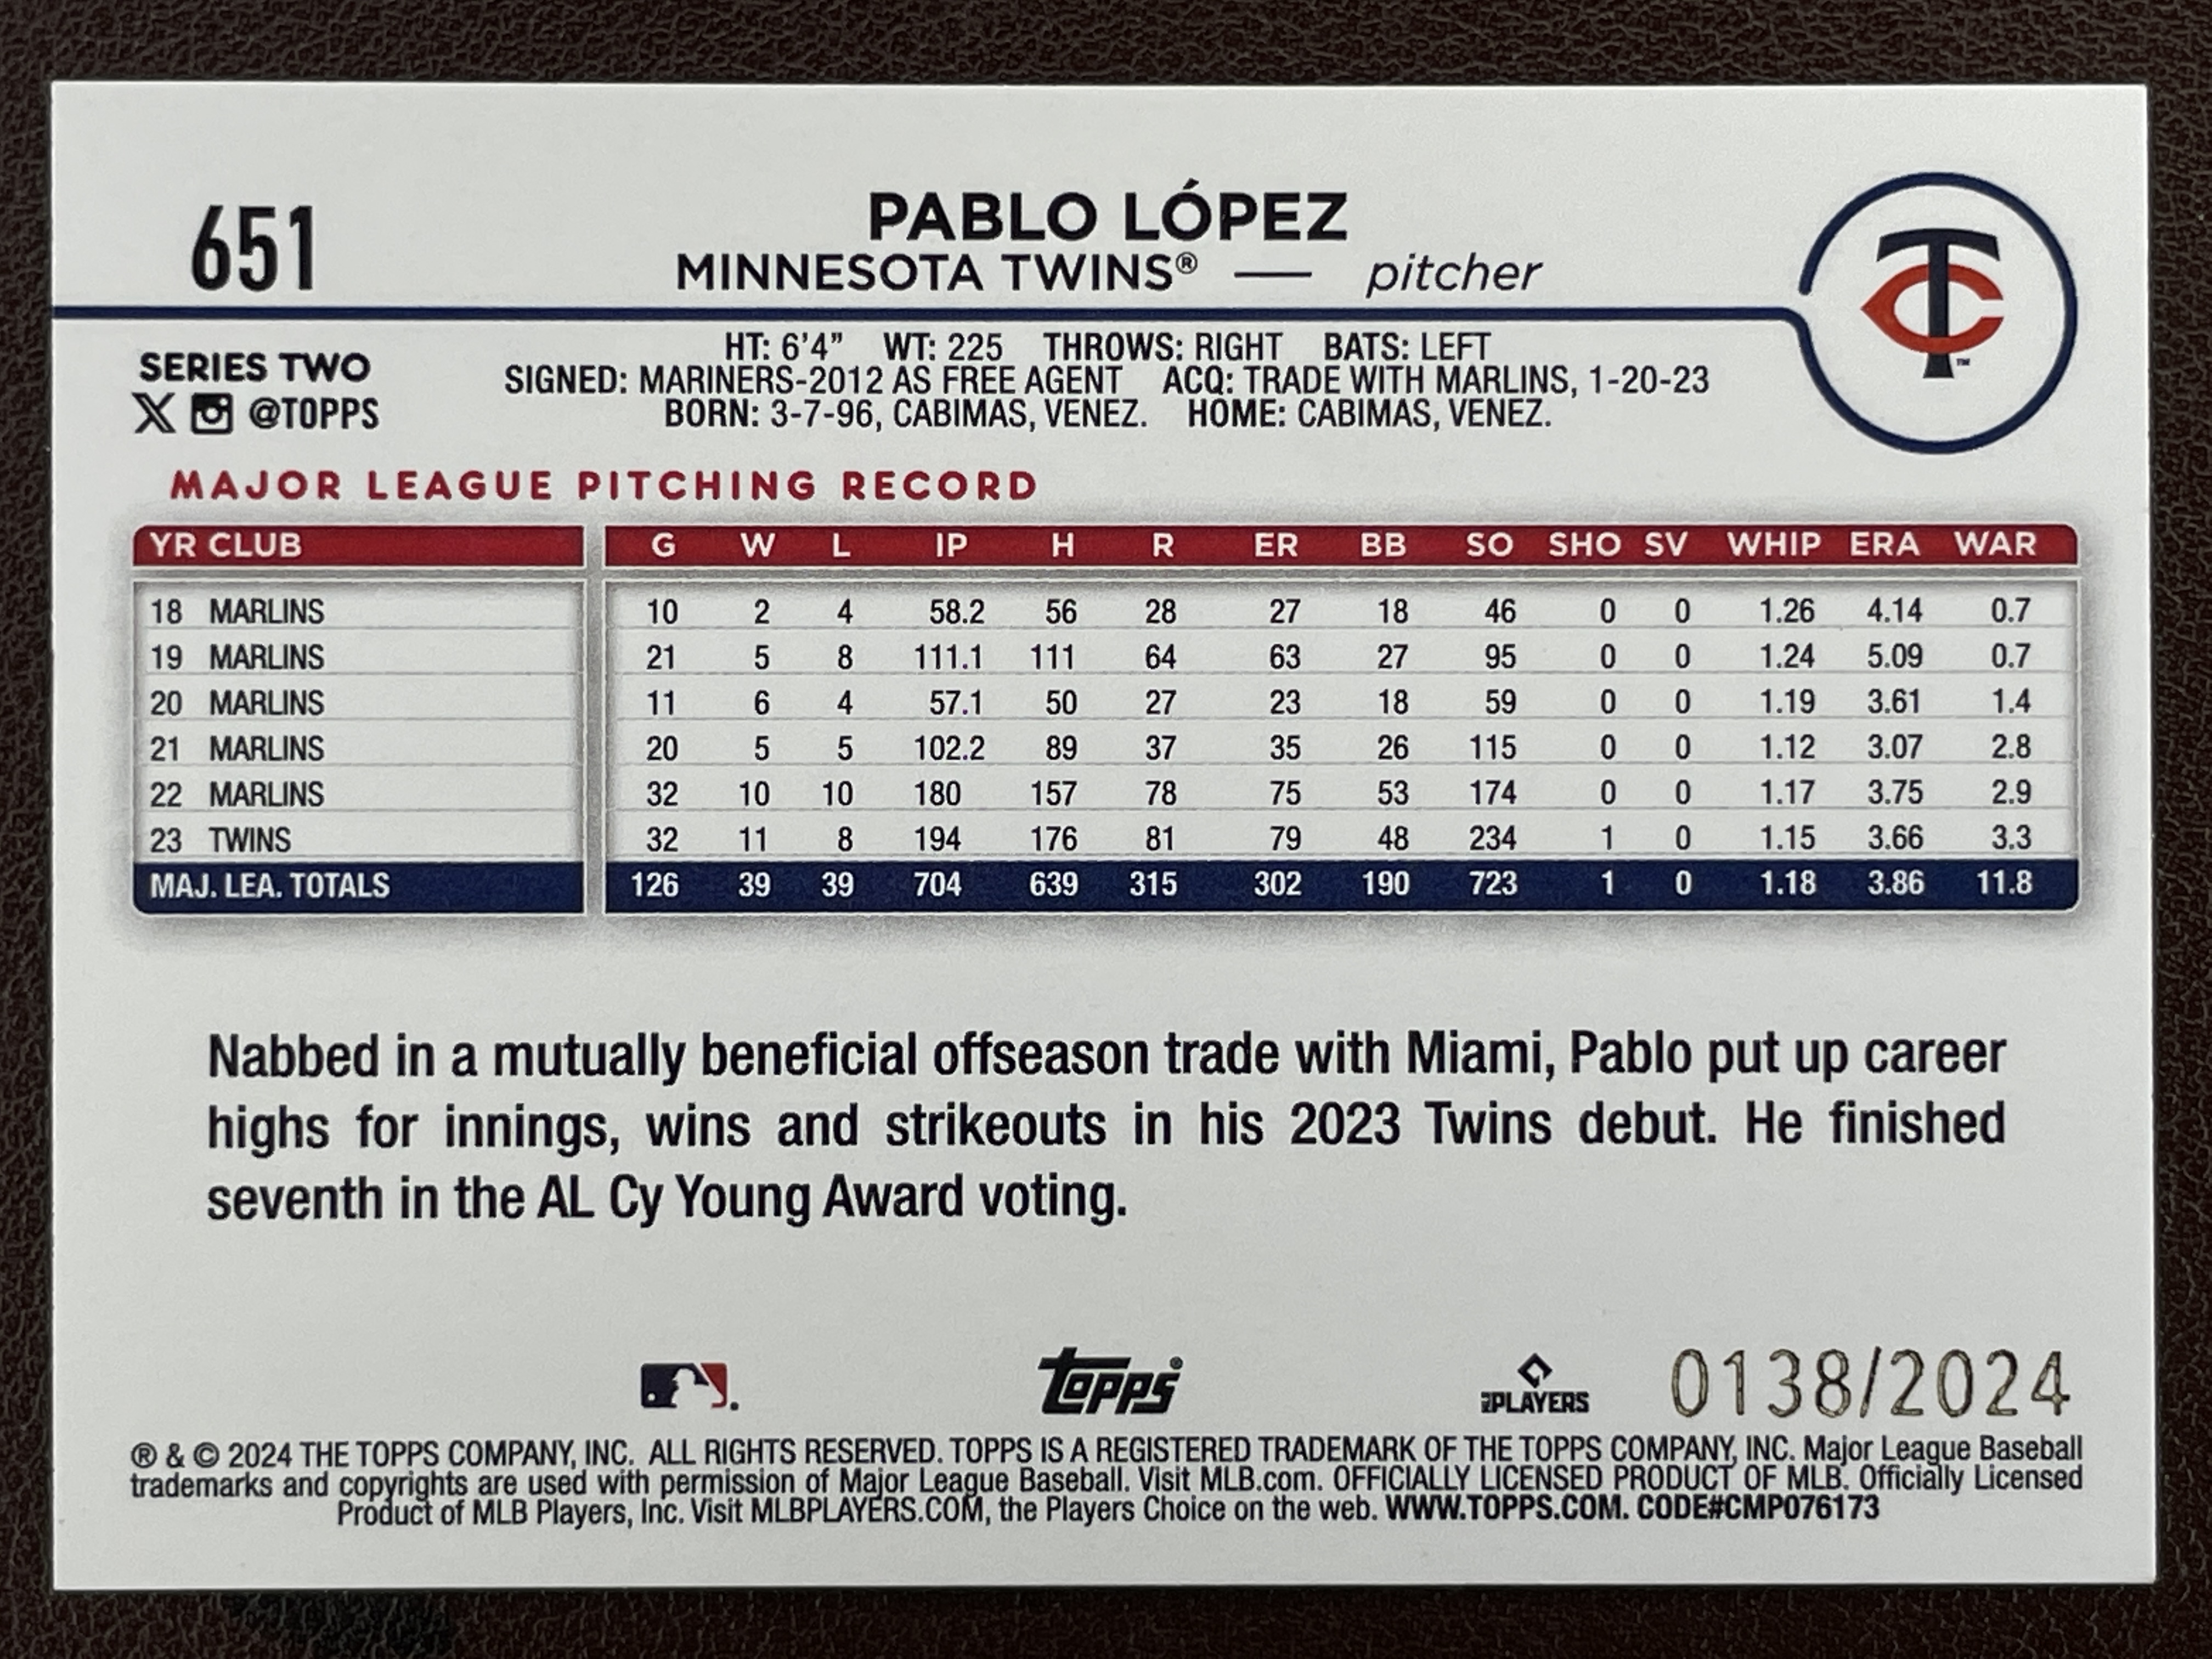 651
PABLO LÓPEZ
MINNESOTA TWINS® — pitcher
TC™
HT: 6'4" WT: 225 THROWS: RIGHT BATS: LEFT
SIGNED: MARINERS-2012 AS FREE AGENT ACQ: TRADE WITH MARLINS, 1-20-23
BORN: 3-7-96, CABIMAS, VENEZ. HOME: CABIMAS, VENEZ.
SERIES TWO
X @TOPPS
MAJOR LEAGUE PITCHING RECORD
YR CLUB G W L IP H R ER BB SO SHO SV WHIP ERA WAR
18 MARLINS 10 2 4 58.2 56 28 27 18 46 0 0 1.26 4.14 0.7
19 MARLINS 21 5 8 111.1 111 64 63 27 95 0 0 1.24 5.09 0.7
20 MARLINS 11 6 4 57.1 50 27 23 18 59 0 0 1.19 3.61 1.4
21 MARLINS 20 5 5 102.2 89 37 35 26 115 0 0 1.12 3.07 2.8
22 MARLINS 32 10 10 180 157 78 75 53 174 0 0 1.17 3.75 2.9
23 TWINS 32 11 8 194 176 81 79 48 234 1 0 1.15 3.66 3.3
MAJ. LEA. TOTALS 126 39 39 704 639 315 302 190 723 1 0 1.18 3.86 11.8
Nabbed in a mutually beneficial offseason trade with Miami, Pablo put up career
highs for innings, wins and strikeouts in his 2023 Twins debut. He finished
seventh in the AL Cy Young Award voting.
topps® PLAYERS 0138/2024
® & © 2024 THE TOPPS COMPANY, INC. ALL RIGHTS RESERVED. TOPPS IS A REGISTERED TRADEMARK OF THE TOPPS COMPANY, INC. Major League Baseball
trademarks and copyrights are used with permission of Major League Baseball. Visit MLB.com. OFFICIALLY LICENSED PRODUCT OF MLB. Officially Licensed
Product of MLB Players, Inc. Visit MLBPLAYERS.COM, the Players Choice on the web. WWW.TOPPS.COM. CODE#CMP076173